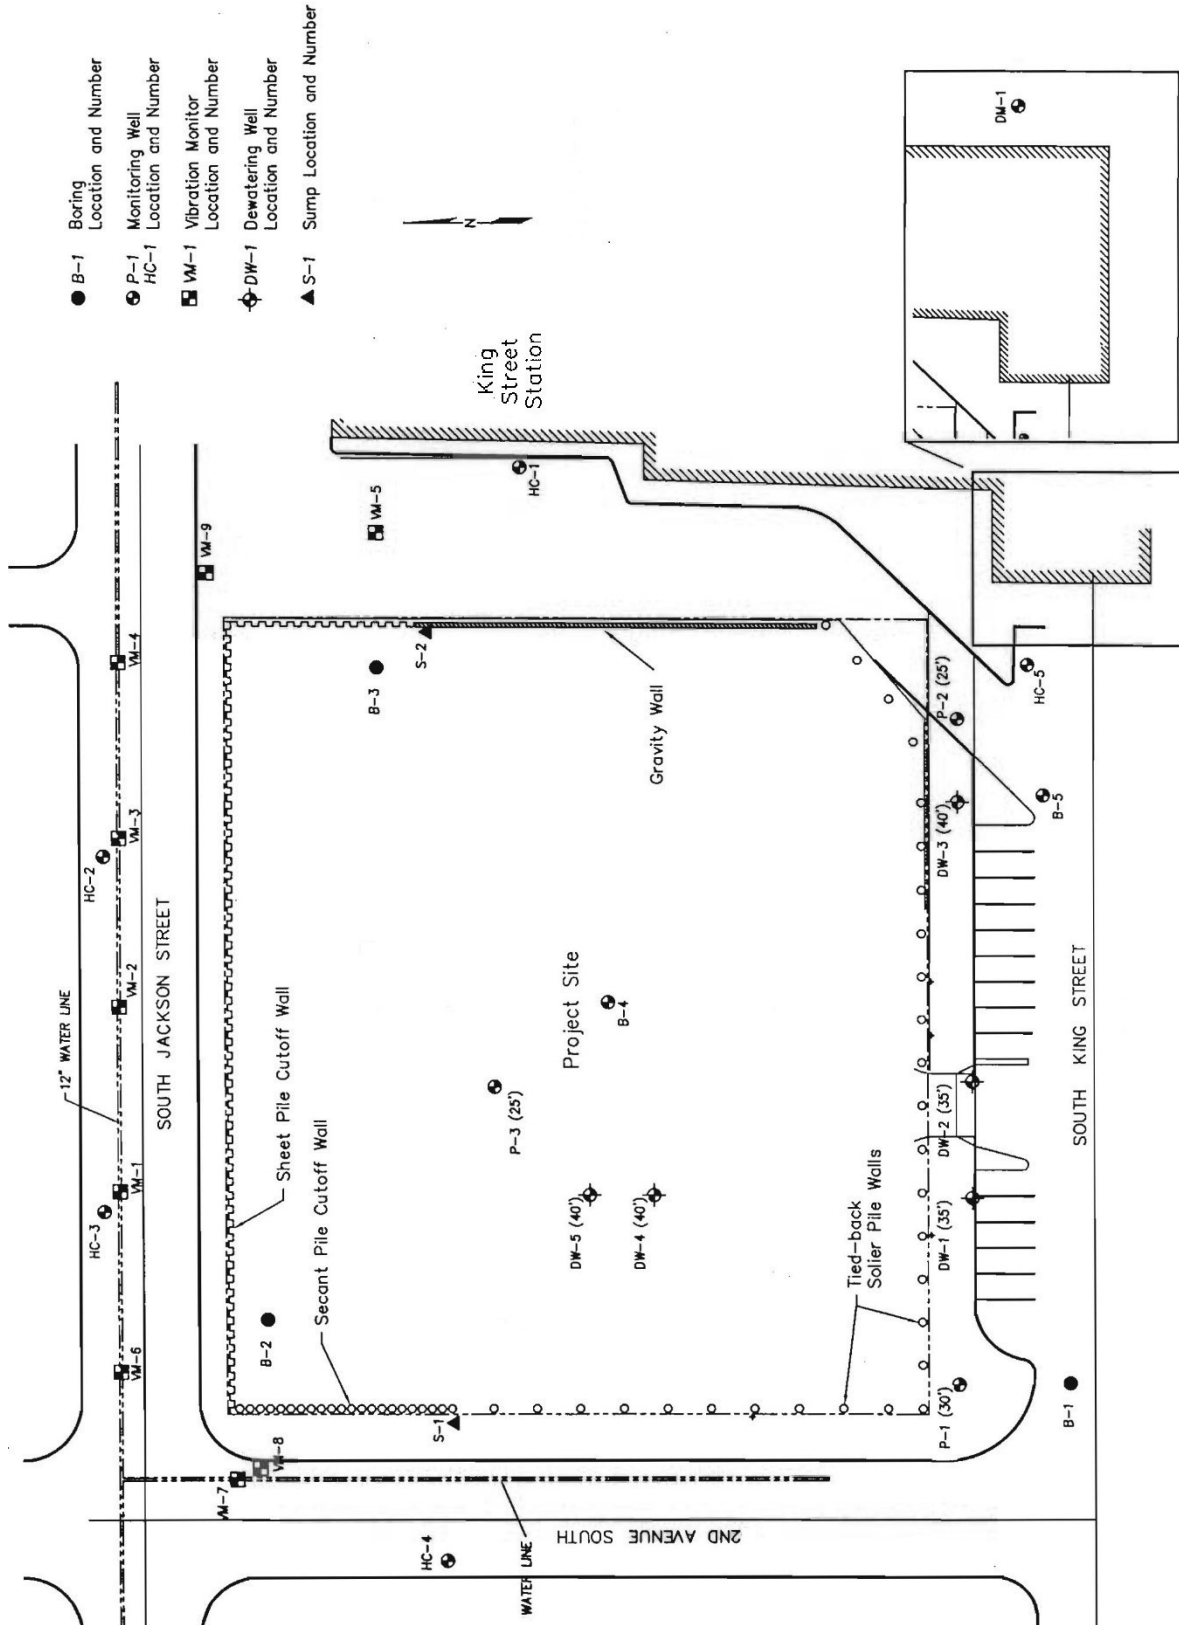 B-1 Boring
Location and Number
P-1 Monitoring Well
HC-1 Location and Number
VM-1 Vibration Monitor
Location and Number
DW-1 Dewatering Well
Location and Number
S-1 Sump Location and Number
N
King
Street
Station
12" WATER LINE
SOUTH JACKSON STREET
VM-6
HC-3
VM-1
VM-2
HC-2
VM-3
VM-4
VM-9
VM-5
HC-1
VM-7
VM-8
B-2
Secant Pile Cutoff Wall
Sheet Pile Cutoff Wall
B-3
S-2
S-1
Gravity Wall
Project Site
P-3 (25')
B-4
DW-5 (40')
DW-4 (40')
Tied-back
Solier Pile Walls
HC-4
WATER LINE
2ND AVENUE SOUTH
P-1 (30')
DW-1 (35')
DW-2 (35')
DW-3 (40')
P-2 (25')
HC-5
B-5
B-1
SOUTH KING STREET
DM-1